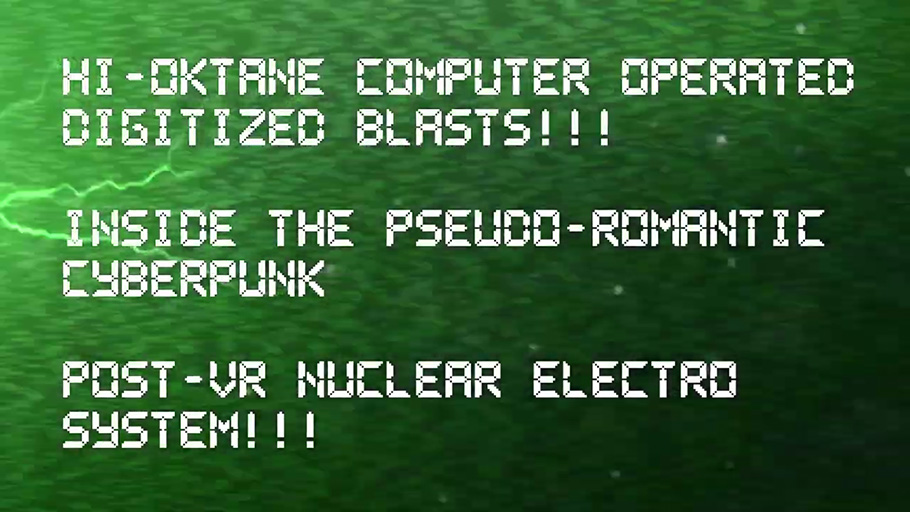 HI-OKTANE COMPUTER OPERATED
DIGITIZED BLASTS!!!
INSIDE THE PSEUDO-ROMANTIC
CYBERPUNK
POST-VR NUCLEAR ELECTRO
SYSTEM!!!